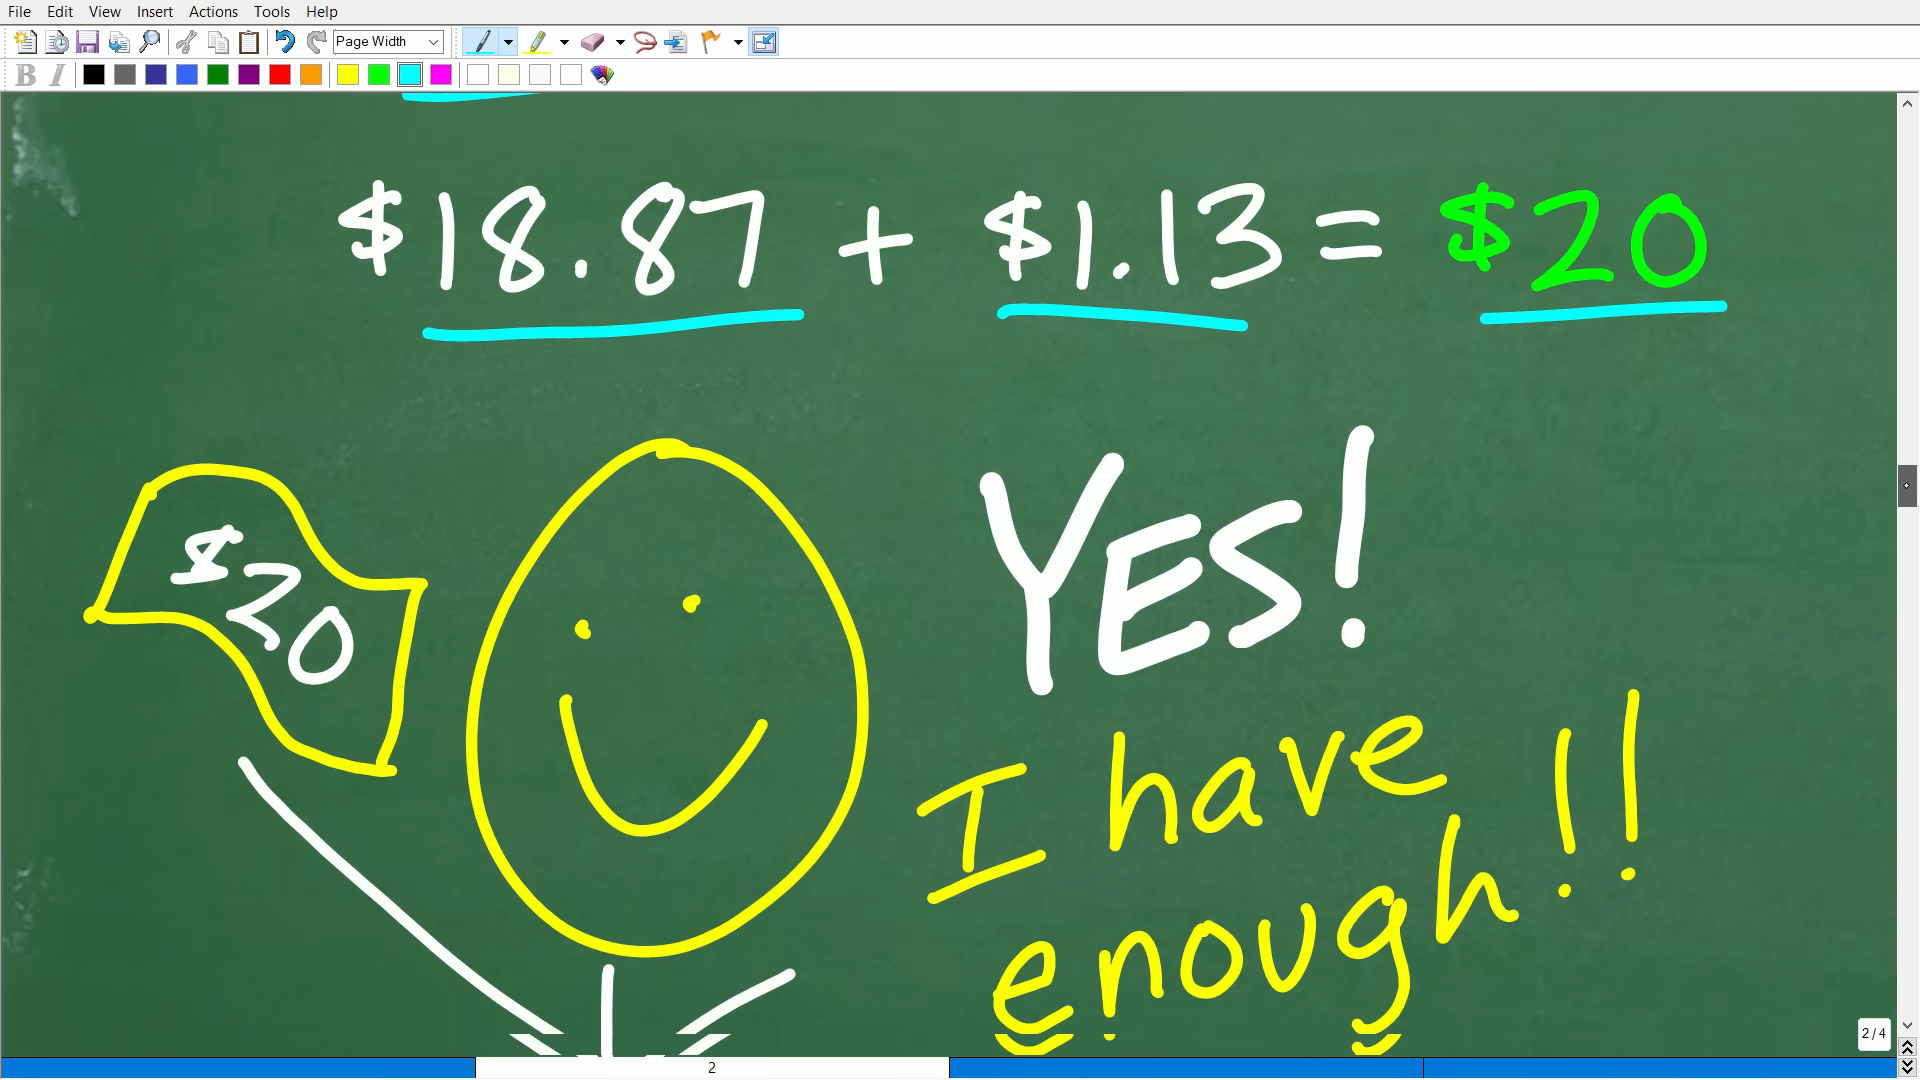 File Edit View Insert Actions Tools Help
Page Width
B I
$18.87 + $1.13 = $20
$20
YES!
I have
enough!!
2 / 4
2